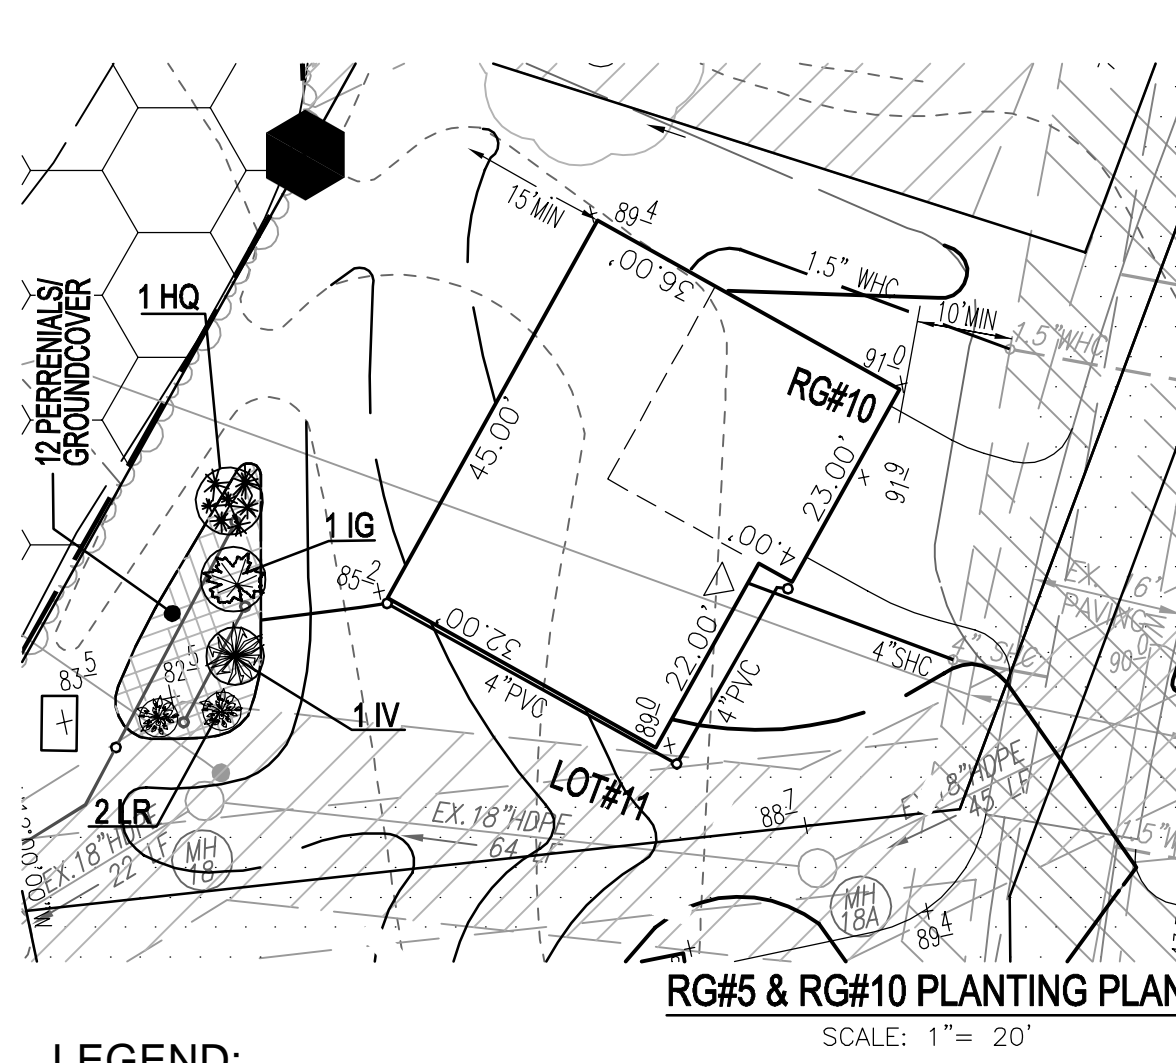 15'MIN
89 4
36.00'
1.5" WHC
10'MIN
1.5"WHC
12 PERRENIALS/
GROUNDCOVER
1 HQ
91 0
RG#10
45.00'
23.00'
91 9
1 IG
4.00'
85 2
EX.
PAVING
6"
32.00'
22.00'
4"SHC
4" SHC
90 0
83 5
82 5
4"PVC
4"PVC
89 0
1 IV
LOT#11
2 LR
EX.18"HDPE
64 LF
88 7
8"HDPE
45 LF
EX.18"HDPE
22 LF
MH
18
MH
18A
89 4
RG#5 & RG#10 PLANTING PLAN
SCALE: 1"= 20'
LEGEND: